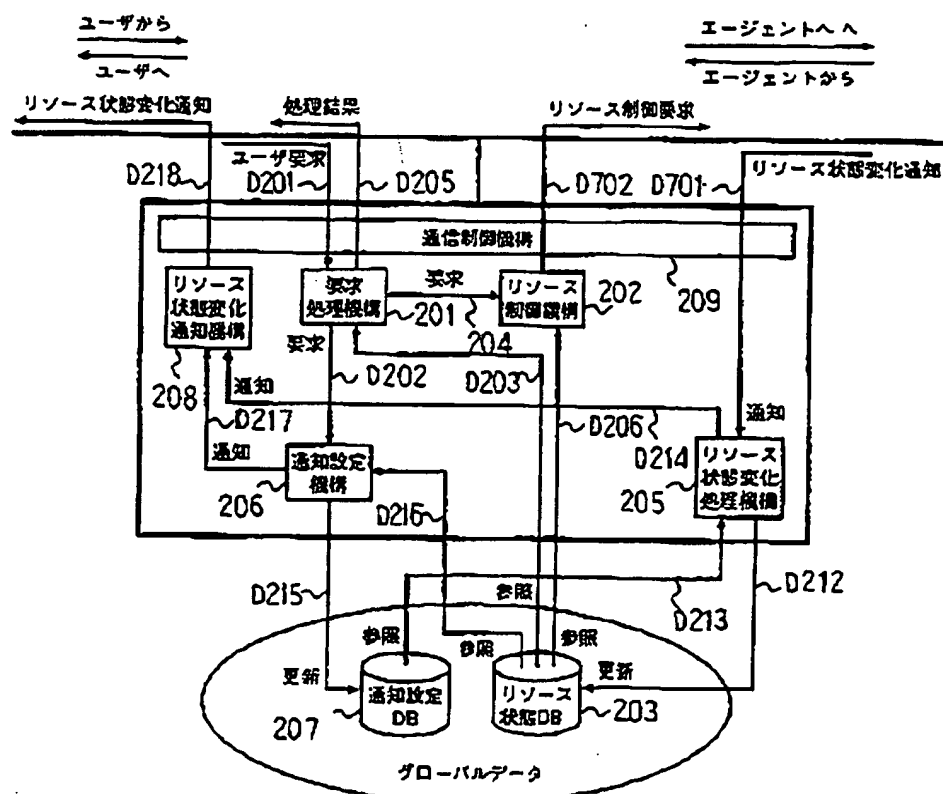 ユーザから
ユーザへ
エージェントへへ
エージェントから
リソース状態変化通知
処理結果
リソース制御要求
ユーザ要求
リソース状態変化通知
D218
D201
D205
D702
D701
通信制御機構
209
リソース
状態変化
通知機構
208
要求
処理機構
201
要求
204
リソース
制御機構
202
要求
D202
D203
D206
通知
D217
通知
通知
D214
リソース
状態変化
処理機構
205
通知設定
機構
206
D216
D215
D213
D212
参照
参照
参照
参照
更新
更新
通知設定
DB
207
リソース
状態DB
203
グローバルデータ